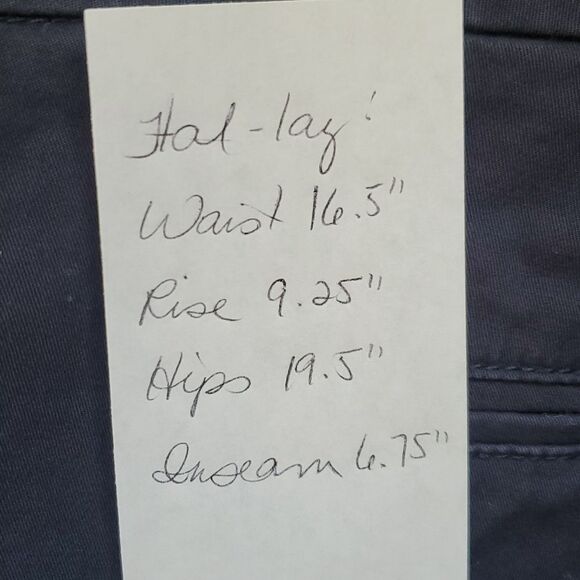 Flat-lay:
Waist 16.5"
Rise 9.25"
Hips 19.5"
Inseam 6.75"